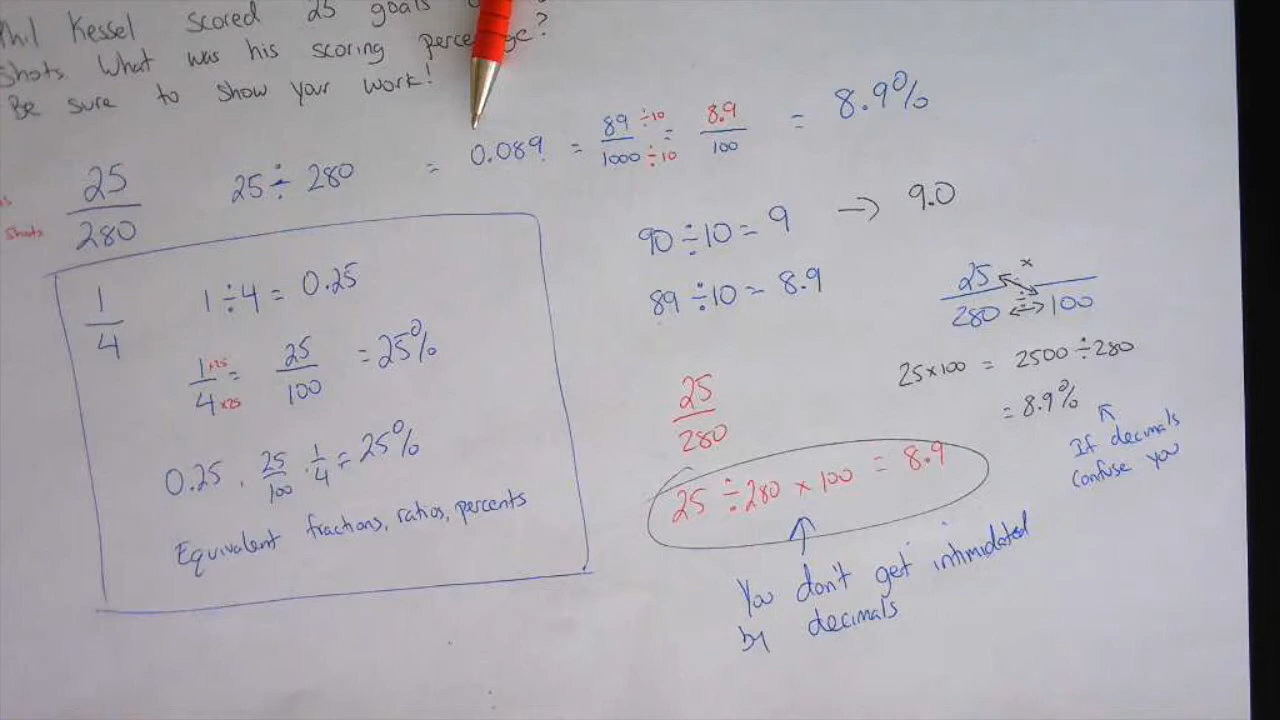 Phil Kessel scored 25 goals
shots. What was his scoring percentage?
Be sure to show your work!
shots
25/280 25 ÷ 280 = 0.089 = 89 ÷10/1000 ÷10 = 8.9/100 = 8.9%
1/4 1 ÷ 4 = 0.25
1 ×25/4 ×25 = 25/100 = 25%
0.25 . 25/100 . 1/4 = 25%
Equivalent fractions, ratios, percents
90 ÷ 10 = 9 → 9.0
89 ÷ 10 = 8.9
25/280 ÷ /100 ×
25 × 100 = 2500 ÷ 280
= 8.9%
If decimals
confuse you
25/280
25 ÷ 280 × 100 = 8.9
You don't get intimidated
by decimals